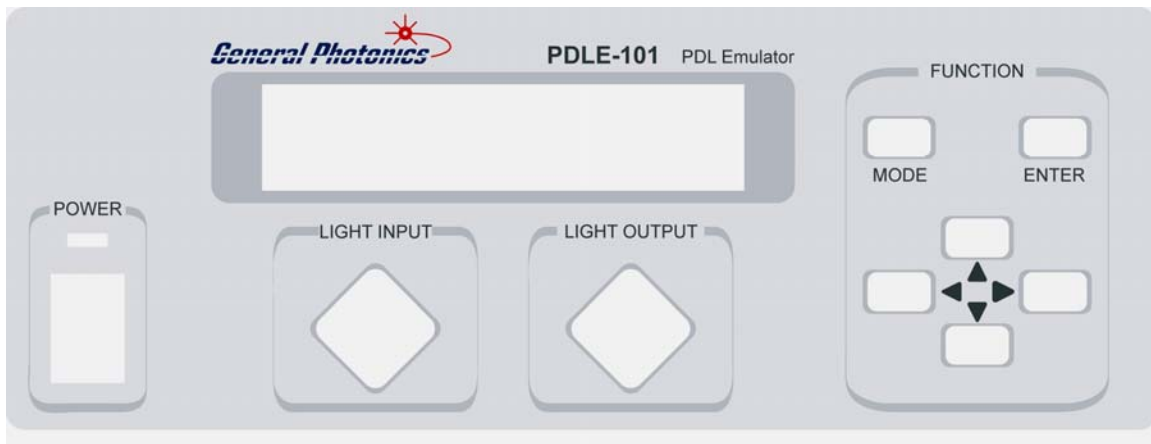 General Photonics
PDLE-101 PDL Emulator
FUNCTION
MODE
ENTER
POWER
LIGHT INPUT
LIGHT OUTPUT